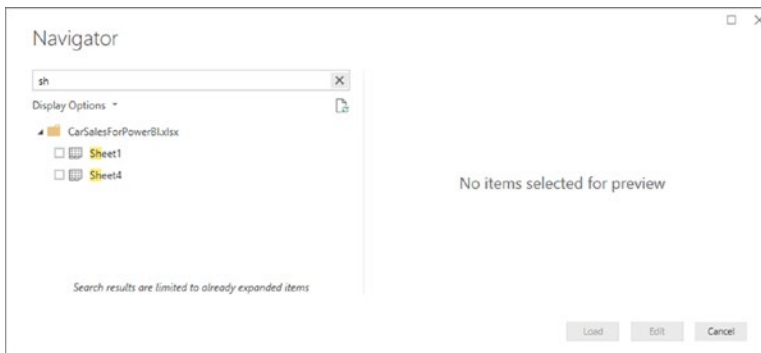 Navigator
sh
Display Options
CarSalesForPowerBI.xlsx
Sheet1
Sheet4
No items selected for preview
Search results are limited to already expanded items
Load
Edit
Cancel